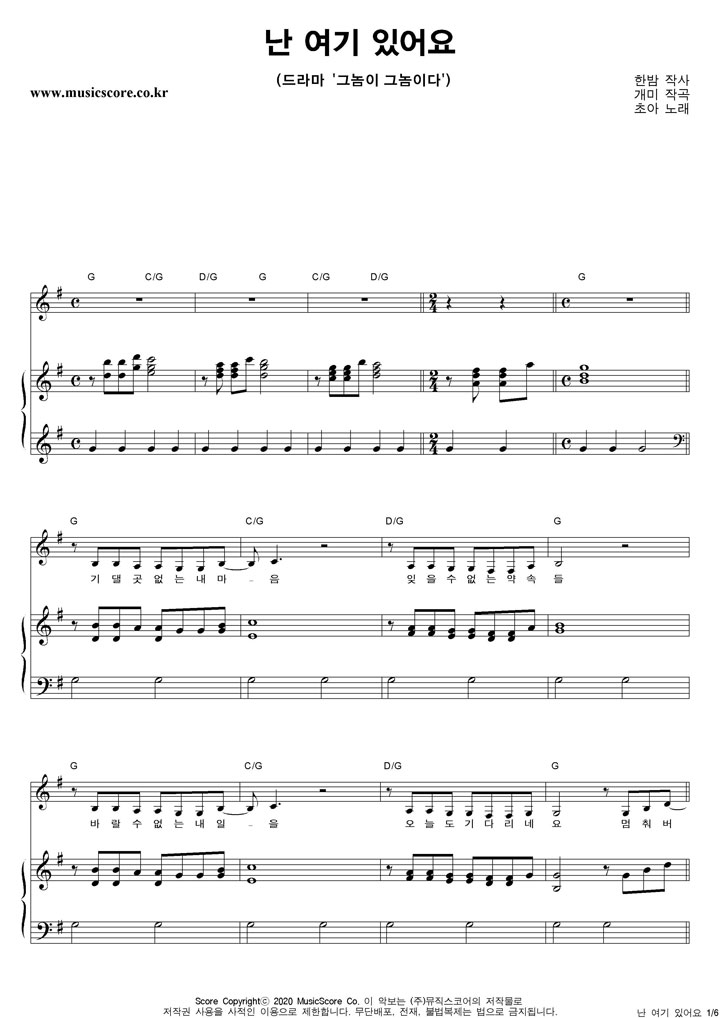 난 여기 있어요
(드라마 '그놈이 그놈이다')
www.musicscore.co.kr
한밤 작사
개미 작곡
초아 노래
G C/G D/G G C/G D/G G
G C/G D/G G
기 댈 곳 없 는 내 마 - 음 잊 을 수 없 는 약 속 들
G C/G D/G G
바 랄 수 없 는 내 일 - 을 오 늘 도 기 다 리 네 요 멈 춰 버
Score Copyrightⓒ 2020 MusicScore Co. 이 악보는 (주)뮤직스코어의 저작물로
저작권 사용을 사적인 이용으로 제한합니다. 무단배포, 전재, 불법복제는 법으로 금지됩니다.
난 여기 있어요 1/6